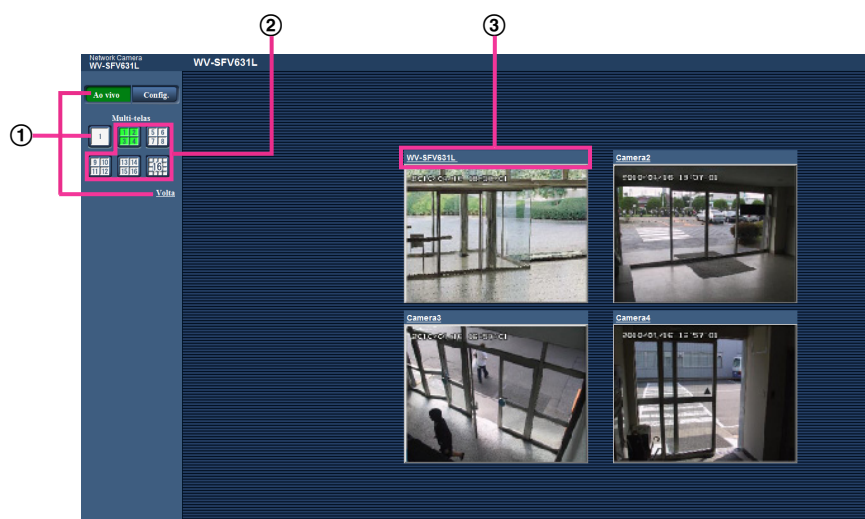 ① ② ③
Network Camera
WV-SFV631L
WV-SFV631L
Ao vivo Config.
Multi-telas
1
1 2 3 4
5 6 7 8
9 10 11 12
13 14 15 16
16
Volta
WV-SFV631L
Camera2
Camera3
Camera4
2010/01/16 13:57 01